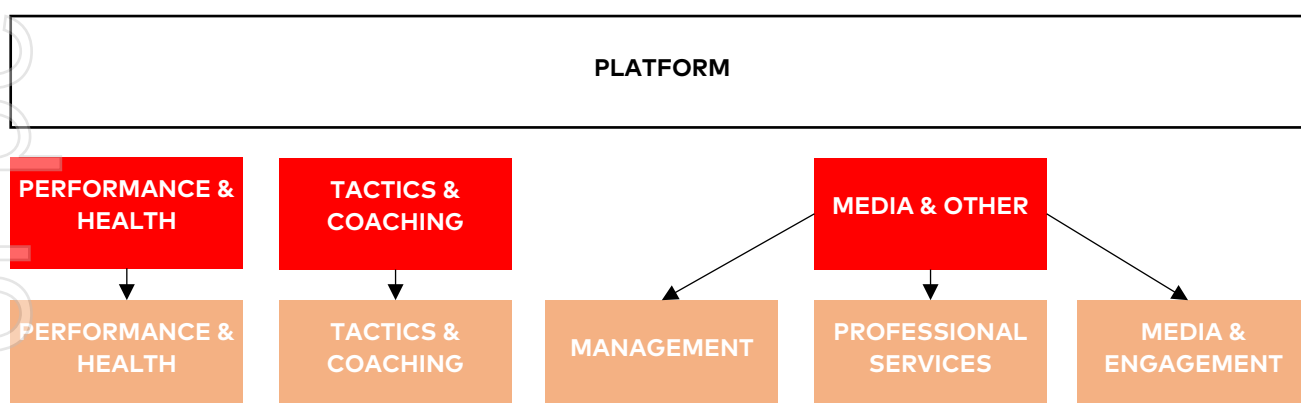 PLATFORM
PERFORMANCE &
HEALTH
TACTICS &
COACHING
MEDIA & OTHER
PERFORMANCE &
HEALTH
TACTICS &
COACHING
MANAGEMENT
PROFESSIONAL
SERVICES
MEDIA &
ENGAGEMENT